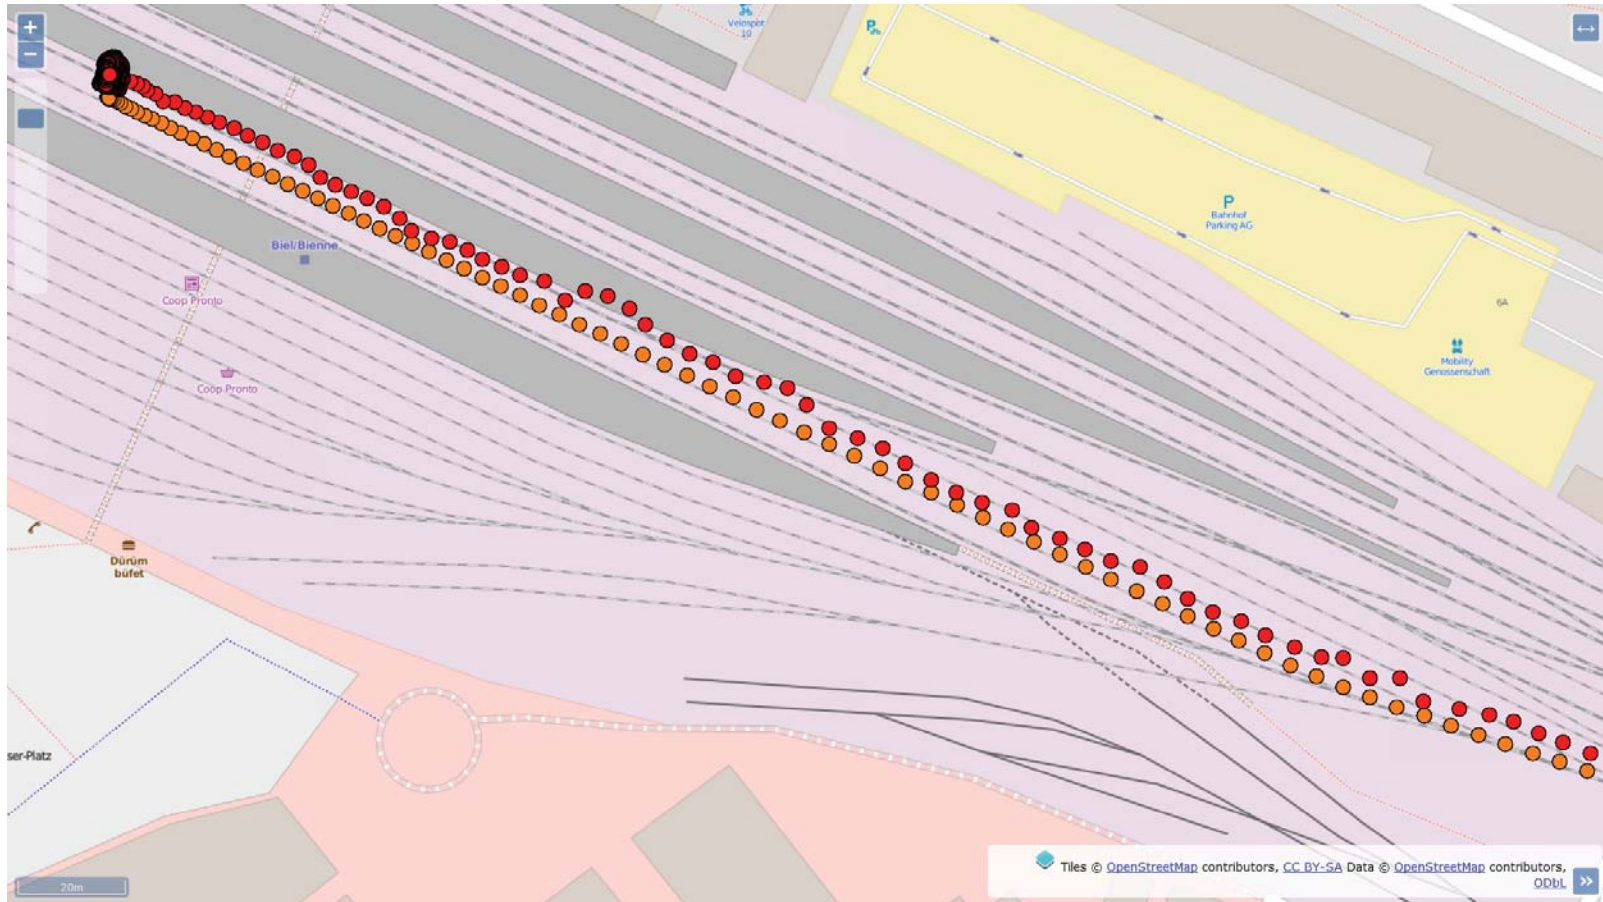 +
Velospot
10
−
P
P
Bahnhof
Parking AG
Biel/Bienne
Coop Pronto
6A
Mobility
Genossenschaft
Coop Pronto
Dürüm
büfet
ser-Platz
Tiles © OpenStreetMap contributors, CC BY-SA Data © OpenStreetMap contributors,
ODbL
20m